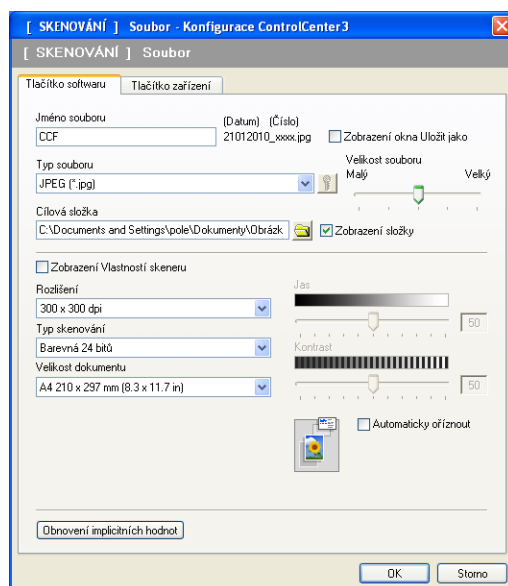 [ SKENOVÁNÍ ] Soubor - Konfigurace ControlCenter3
[ SKENOVÁNÍ ] Soubor
Tlačítko softwaru Tlačítko zařízení
Jméno souboru (Datum) (Číslo)
CCF 21012010_xxxx.jpg Zobrazení okna Uložit jako
Typ souboru Velikost souboru
JPEG (*.jpg) Malý Velký
Cílová složka
C:\Documents and Settings\pole\Dokumenty\Obrázk Zobrazení složky
Zobrazení Vlastností skeneru
Rozlišení Jas
300 x 300 dpi 50
Typ skenování
Barevná 24 bitů Kontrast
Velikost dokumentu
A4 210 x 297 mm (8.3 x 11.7 in) 50
Automaticky oříznout
Obnovení implicitních hodnot
OK Storno